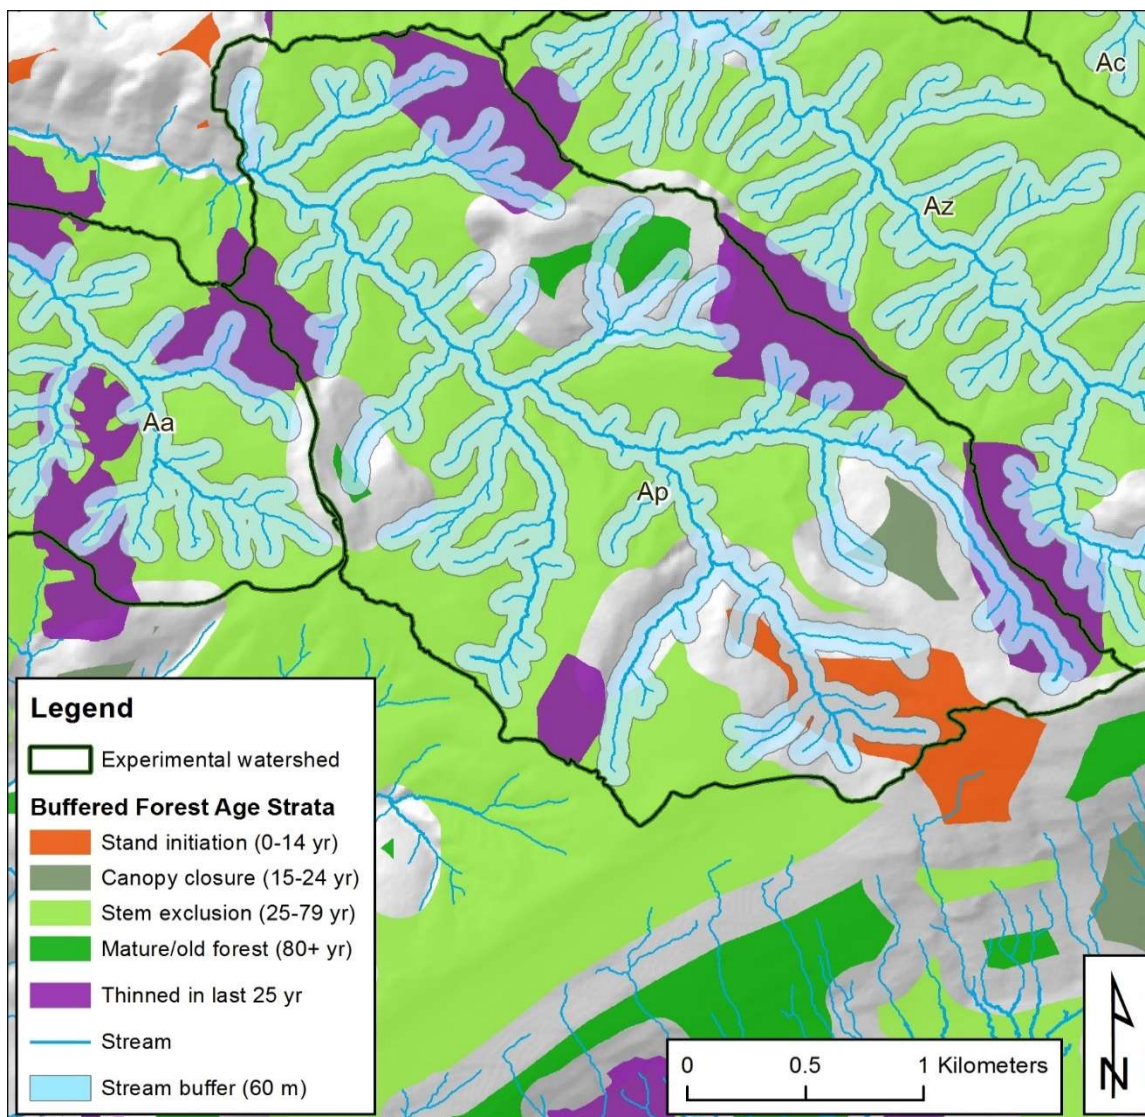 Ac
Az
Aa
Ap
Legend
Experimental watershed
Buffered Forest Age Strata
Stand initiation (0-14 yr)
Canopy closure (15-24 yr)
Stem exclusion (25-79 yr)
Mature/old forest (80+ yr)
Thinned in last 25 yr
Stream
Stream buffer (60 m)
0 0.5 1 Kilometers
N